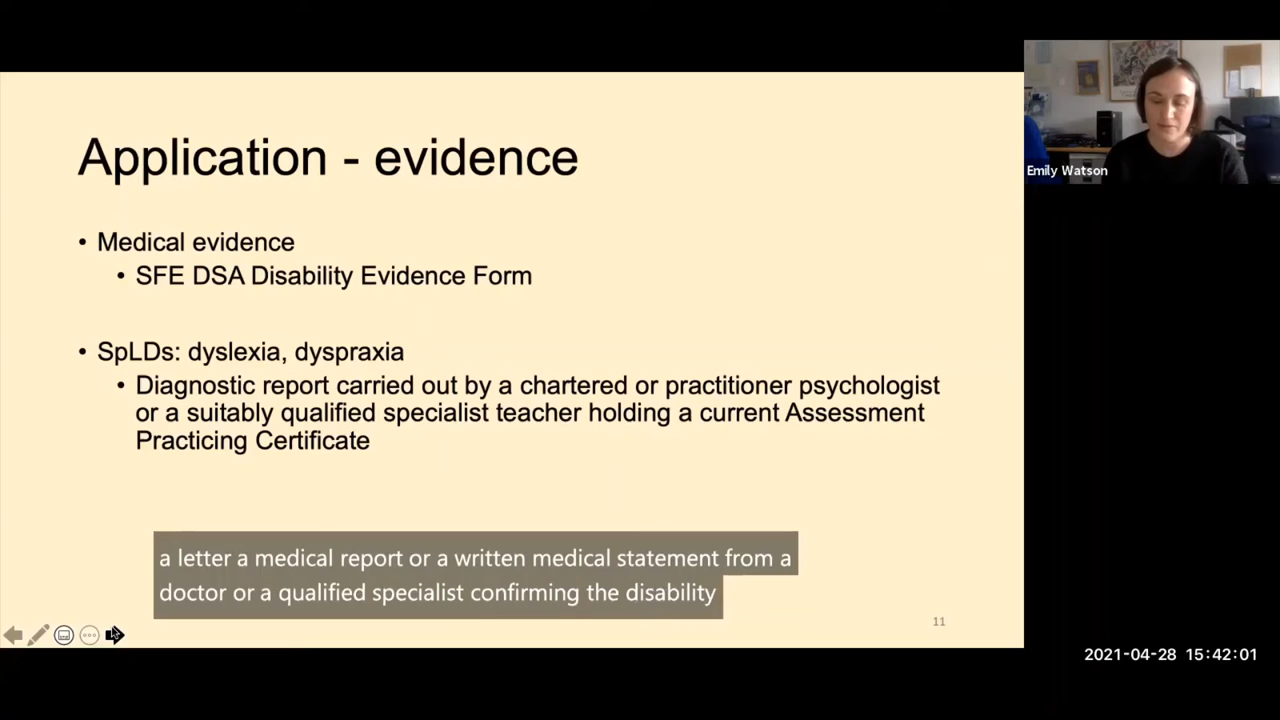 Application - evidence
• Medical evidence
• SFE DSA Disability Evidence Form
• SpLDs: dyslexia, dyspraxia
• Diagnostic report carried out by a chartered or practitioner psychologist
or a suitably qualified specialist teacher holding a current Assessment
Practicing Certificate
a letter a medical report or a written medical statement from a
doctor or a qualified specialist confirming the disability
11
Emily Watson
2021-04-28 15:42:01